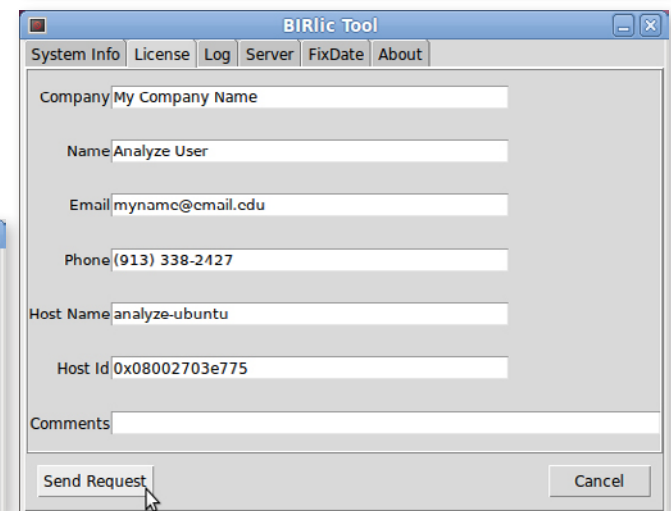 BIRlic Tool
System Info License Log Server FixDate About
Company My Company Name
Name Analyze User
Email myname@email.edu
Phone (913) 338-2427
Host Name analyze-ubuntu
Host Id 0x08002703e775
Comments
Send Request Cancel